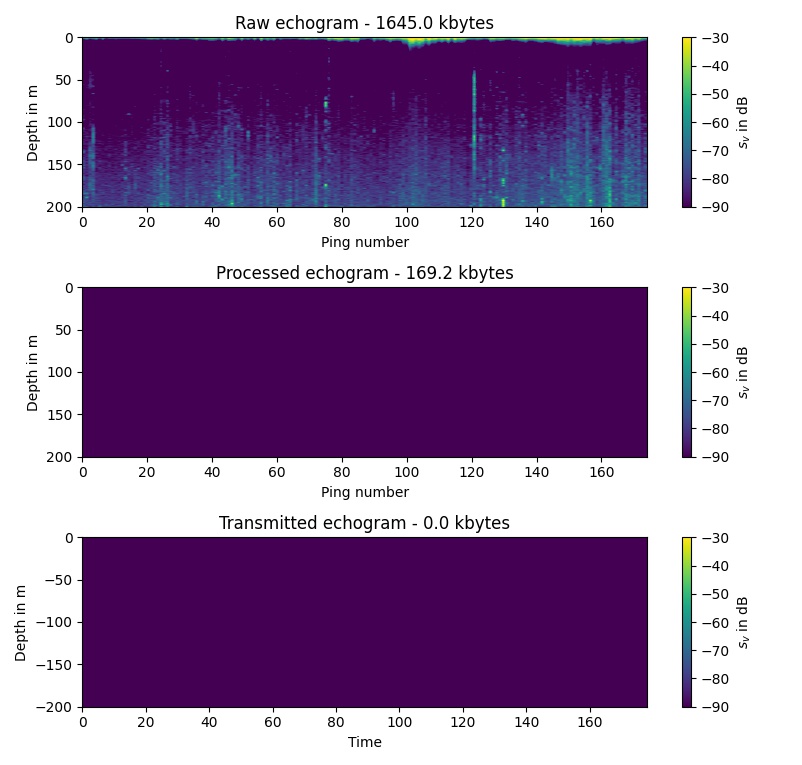 Raw echogram - 1645.0 kbytes
0
50
100
150
200
Depth in m
0 20 40 60 80 100 120 140 160
Ping number
−30
−40
−50
−60
−70
−80
−90
sv in dB
Processed echogram - 169.2 kbytes
0
50
100
150
200
Depth in m
0 20 40 60 80 100 120 140 160
Ping number
−30
−40
−50
−60
−70
−80
−90
sv in dB
Transmitted echogram - 0.0 kbytes
0
−50
−100
−150
−200
Depth in m
0 20 40 60 80 100 120 140 160
Time
−30
−40
−50
−60
−70
−80
−90
sv in dB